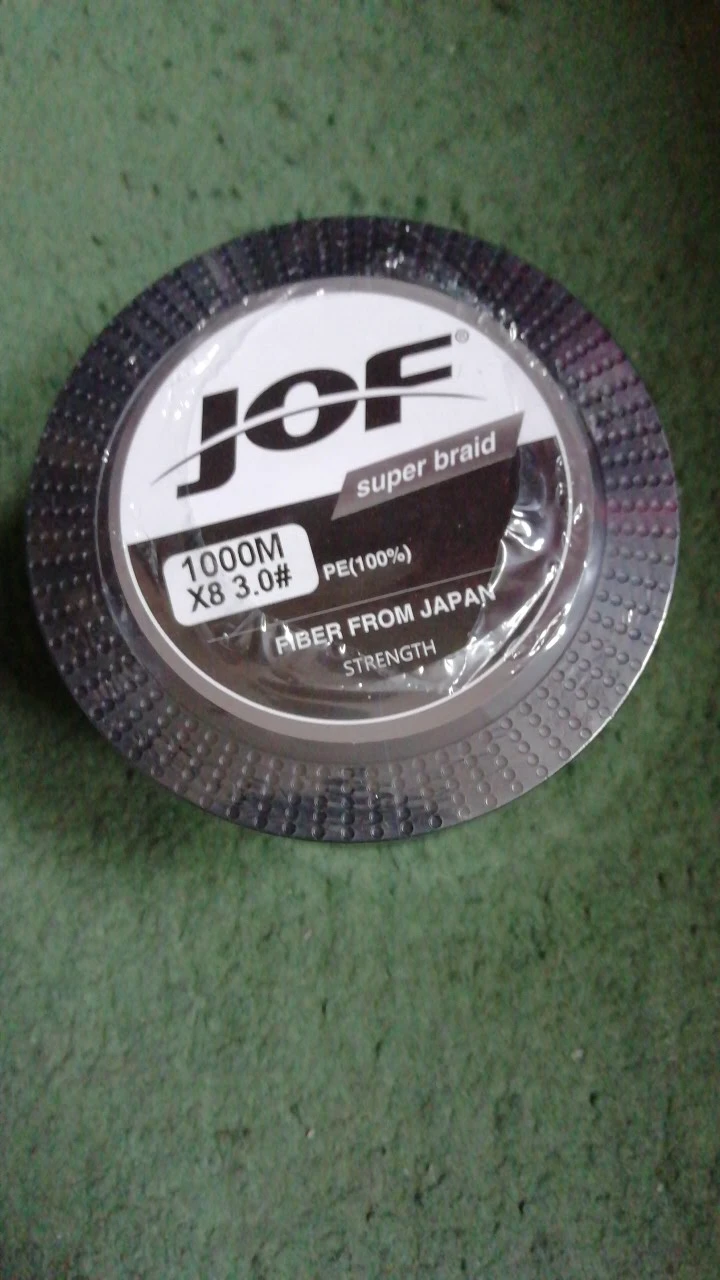 JOF®
super braid
1000M
X8 3.0#
PE(100%)
FIBER FROM JAPAN
STRENGTH